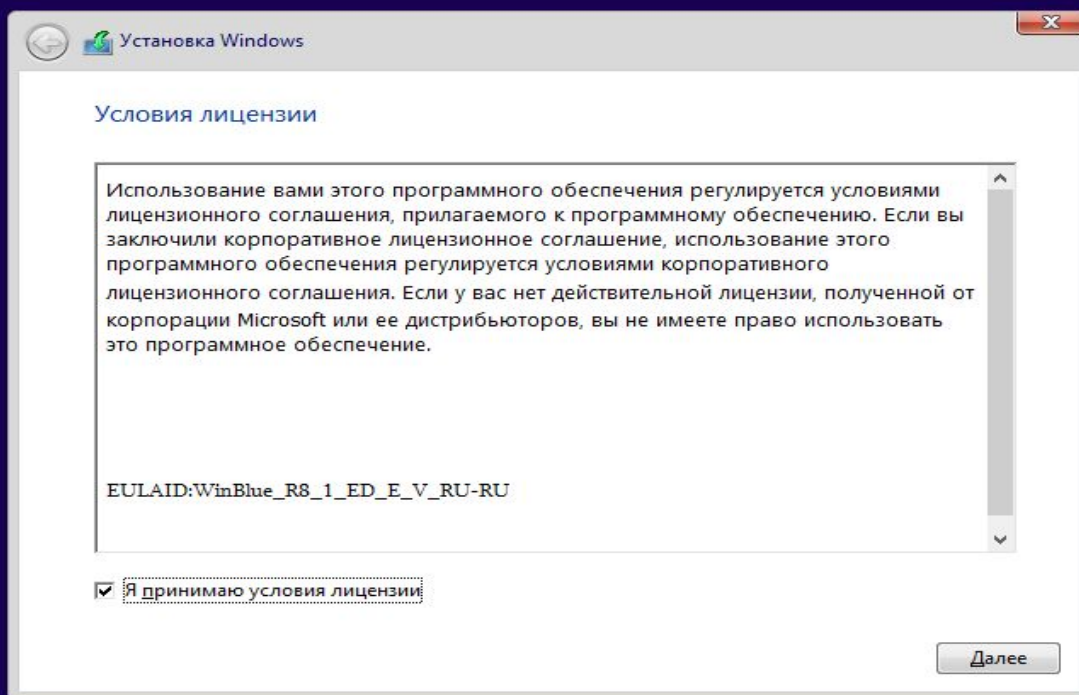 Установка Windows
Условия лицензии
Использование вами этого программного обеспечения регулируется условиями
лицензионного соглашения, прилагаемого к программному обеспечению. Если вы
заключили корпоративное лицензионное соглашение, использование этого
программного обеспечения регулируется условиями корпоративного
лицензионного соглашения. Если у вас нет действительной лицензии, полученной от
корпорации Microsoft или ее дистрибьюторов, вы не имеете право использовать
это программное обеспечение.
EULAID:WinBlue_R8_1_ED_E_V_RU-RU
Я принимаю условия лицензии
Далее